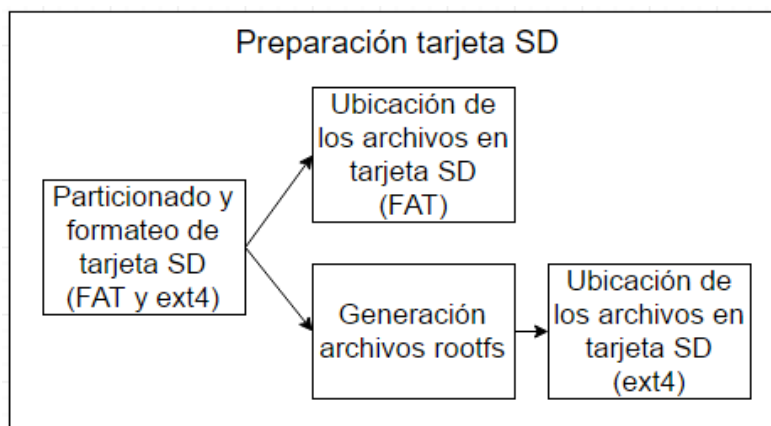 Preparación tarjeta SD
Ubicación de
los archivos en
tarjeta SD
(FAT)
Particionado y
formateo de
tarjeta SD
(FAT y ext4)
Generación
archivos rootfs
Ubicación de
los archivos en
tarjeta SD
(ext4)